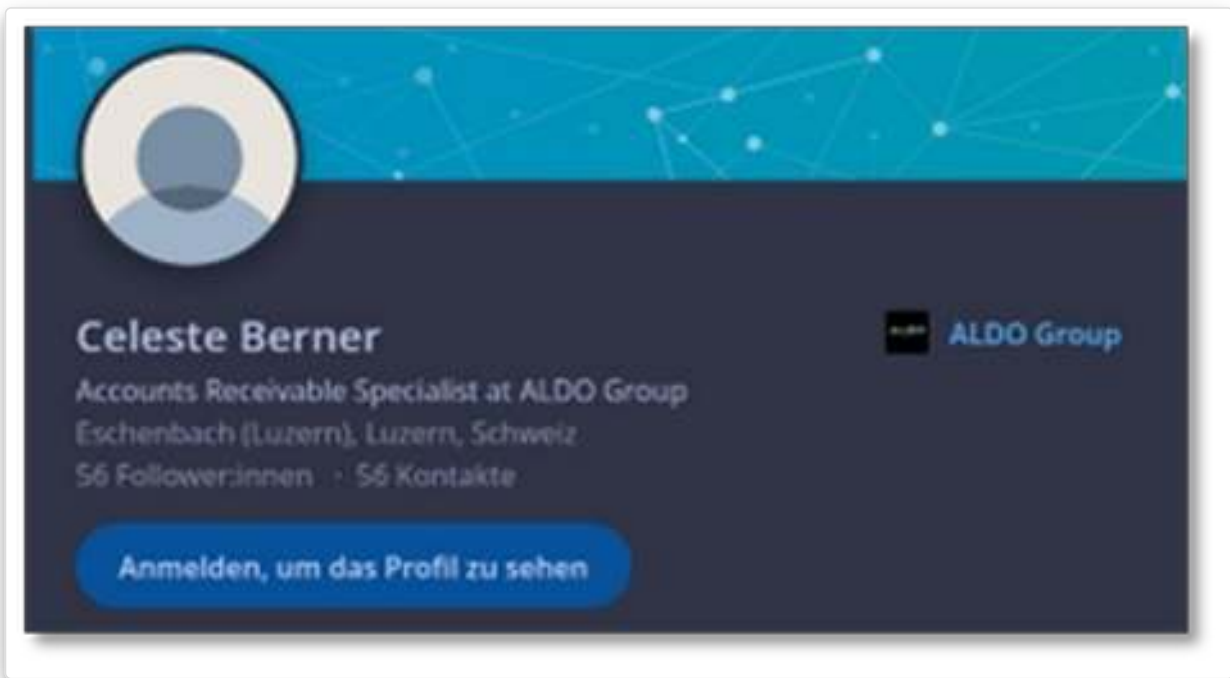 Celeste Berner
ALDO Group
Accounts Receivable Specialist at ALDO Group
Eschenbach (Luzern), Luzern, Schweiz
56 Follower:innen · 56 Kontakte
Anmelden, um das Profil zu sehen